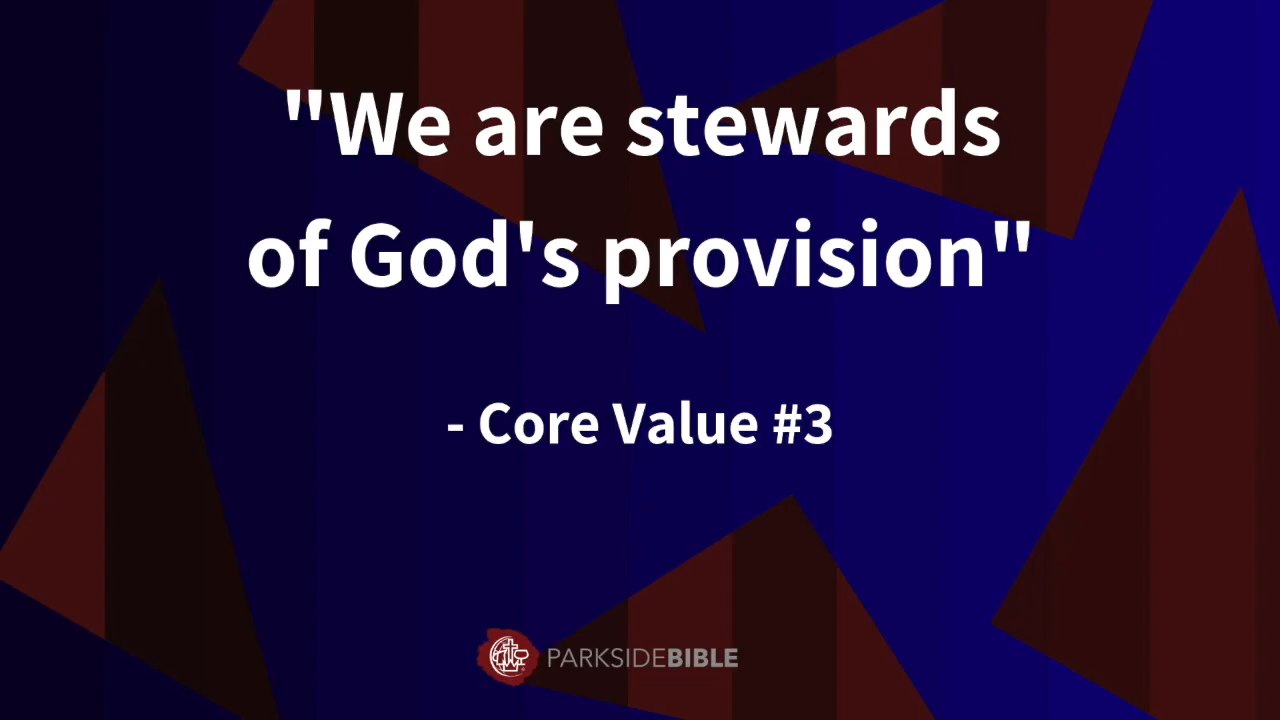 "We are stewards
of God's provision"
- Core Value #3
PARKSIDEBIBLE